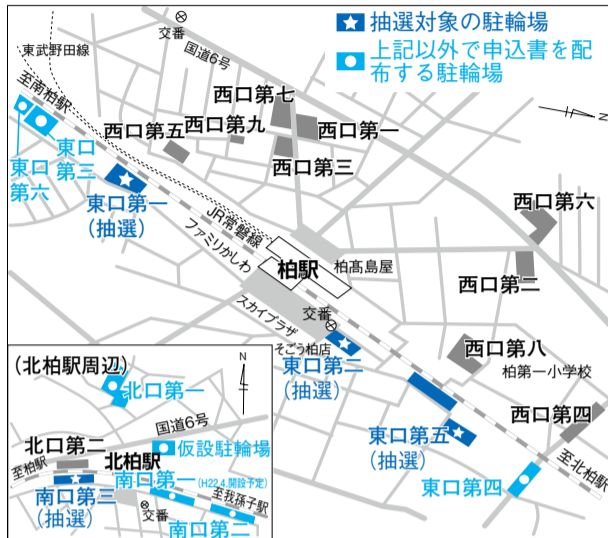 抽選対象の駐輪場
上記以外で申込書を配
布する駐輪場
交番
国道6号
東武野田線
至南柏駅
西口第七
西口第九
西口第一
西口第五
西口第三
東口
第三
東口
第六
東口第一
(抽選)
JR常磐線
ファミリかしわ
柏駅
柏髙島屋
西口第六
西口第二
スカイプラザ
交番
そごう柏店
東口第二
(抽選)
西口第八
柏第一小学校
西口第四
東口第五
(抽選)
至北柏駅
東口第四
(北柏駅周辺)
N
北口第一
国道6号
北口第二
仮設駐輪場
至柏駅
北柏駅
南口第一(H22.4.開設予定)
南口第三
(抽選)
至我孫子駅
交番
南口第二
N